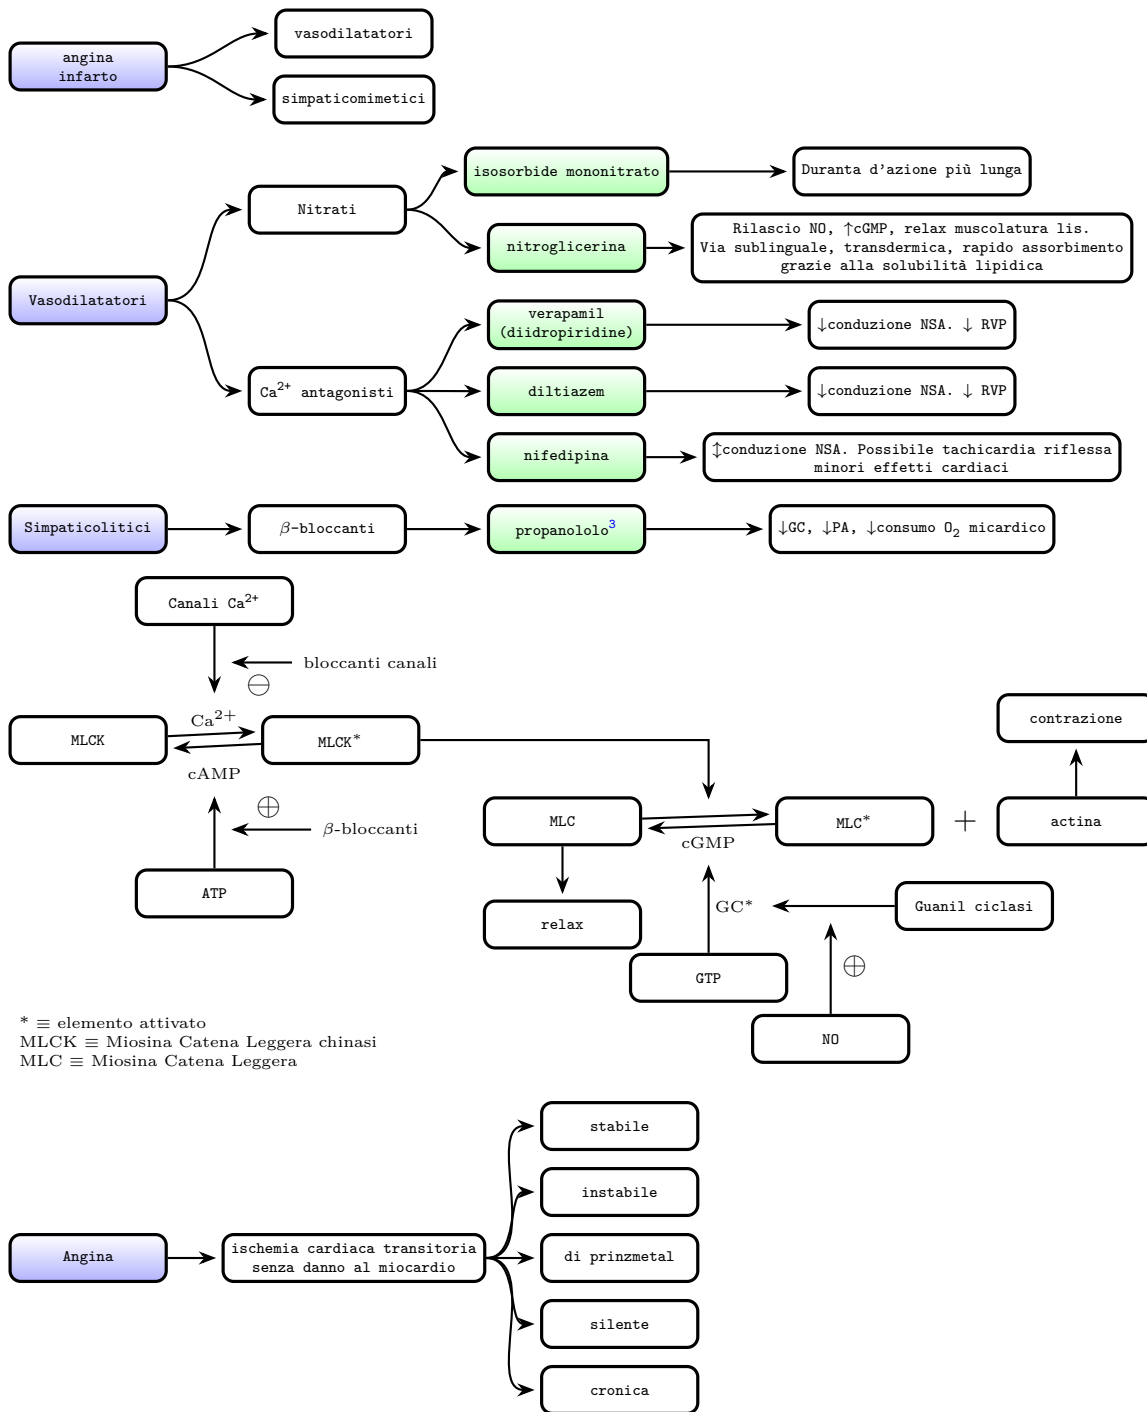 angina
infarto
vasodilatatori
simpaticomimetici
Vasodilatatori
Nitrati
isosorbide mononitrato
Duranta d'azione più lunga
nitroglicerina
Rilascio NO, ↑cGMP, relax muscolatura lis.
Via sublinguale, transdermica, rapido assorbimento
grazie alla solubilità lipidica
Ca²⁺ antagonisti
verapamil
(diidropiridine)
↓conduzione NSA. ↓ RVP
diltiazem
↓conduzione NSA. ↓ RVP
nifedipina
↕conduzione NSA. Possibile tachicardia riflessa
minori effetti cardiaci
Simpaticolitici
β-bloccanti
propanololo³
↓GC, ↓PA, ↓consumo O₂ micardico
Canali Ca²⁺
bloccanti canali
⊖
MLCK
Ca²⁺
MLCK*
cAMP
⊕
β-bloccanti
ATP
contrazione
MLC
MLC*
+
actina
cGMP
relax
GC*
Guanil ciclasi
GTP
⊕
NO
* ≡ elemento attivato
MLCK ≡ Miosina Catena Leggera chinasi
MLC ≡ Miosina Catena Leggera
Angina
ischemia cardiaca transitoria
senza danno al miocardio
stabile
instabile
di prinzmetal
silente
cronica